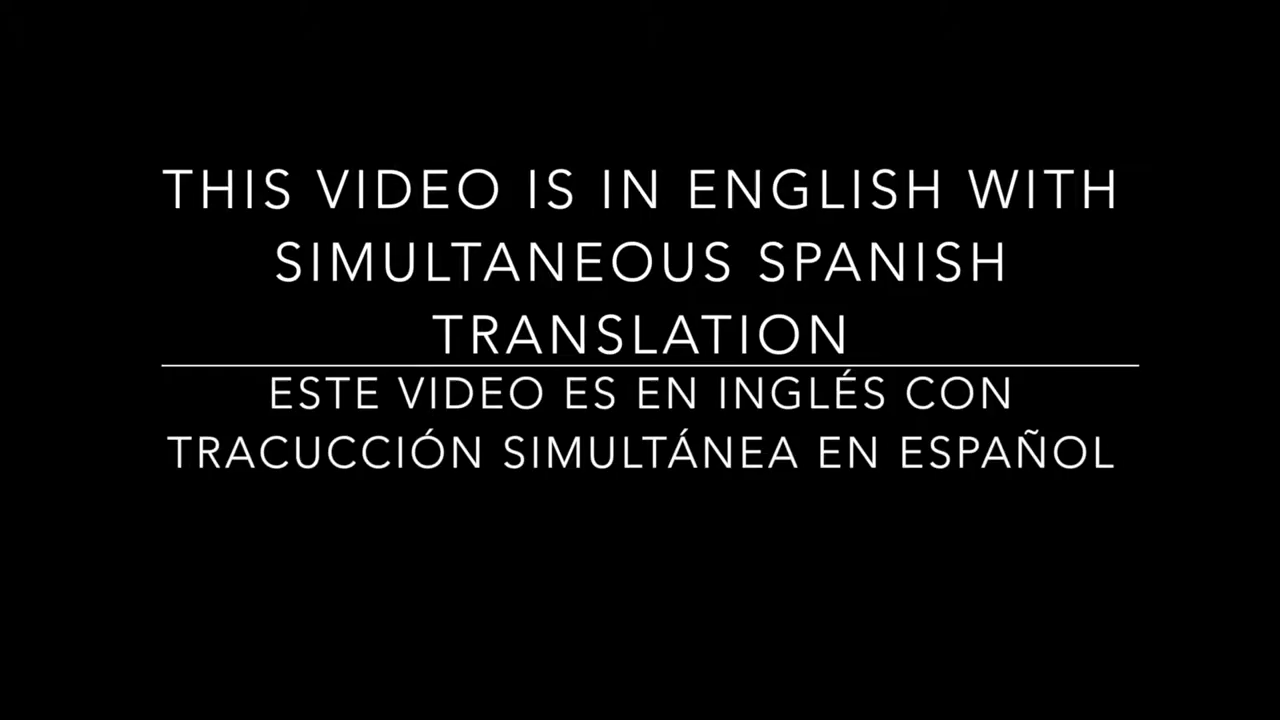 THIS VIDEO IS IN ENGLISH WITH
SIMULTANEOUS SPANISH
TRANSLATION
ESTE VIDEO ES EN INGLÉS CON
TRACUCCIÓN SIMULTÁNEA EN ESPAÑOL